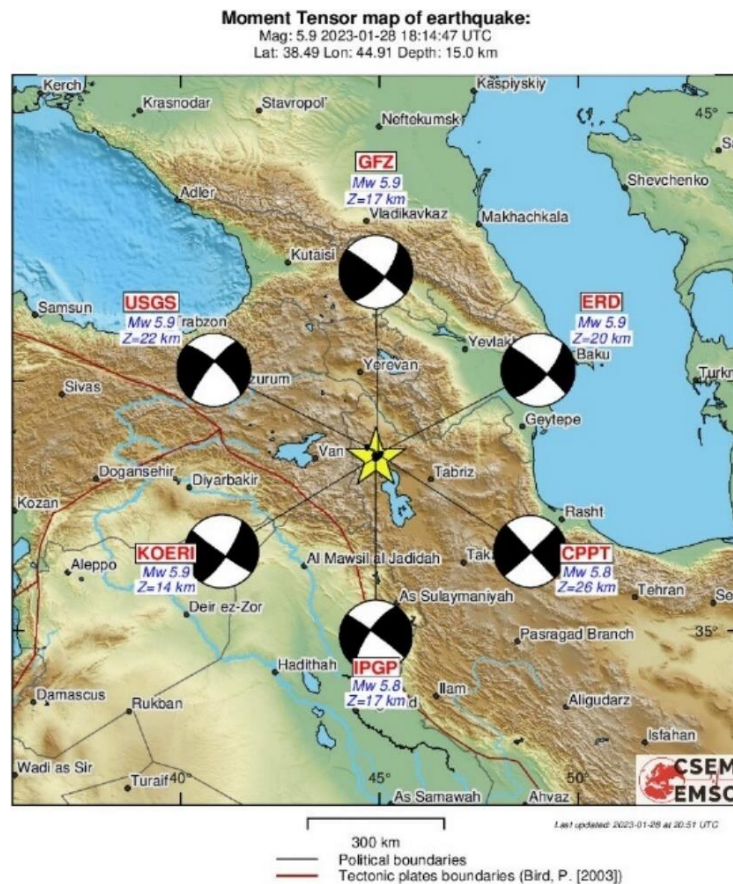 Moment Tensor map of earthquake:
Mag: 5.9 2023-01-28 18:14:47 UTC
Lat: 38.49 Lon: 44.91 Depth: 15.0 km
Kerch
Kaspiyskiy
Krasnodar
Stavropol'
45°
Neftekumsk
GFZ
Mw 5.9
Z=17 km
Shevchenko
Adler
Vladikavkaz
Makhachkala
Kutaisi
USGS
ERD
Samsun
Mw 5.9
rabzon
Mw 5.9
Z=22 km
Yevlakh
Z=20 km
Baku
Yerevan
Turkm
Sivas
zurum
Geytepe
Van
Tabriz
Dogansehir
Diyarbakir
Kozan
Rasht
KOERI
CPPT
Aleppo
Mw 5.9
Al Mawsil al Jadidah
Tak
Mw 5.8
Z=14 km
Z=26 km
Tehran
Se
Deir ez-Zor
As Sulaymaniyah
35°
Pasragad Branch
Hadithah
IPGP
Mw 5.8
Z=17 km
d
Ilam
Damascus
Rukban
Aligudarz
Isfahan
Wadi as Sir
40°
45°
50°
CSEM
Turaif
EMSC
As Samawah
Ahvaz
Last updated: 2023-01-28 at 20:51 UTC
300 km
Political boundaries
Tectonic plates boundaries (Bird, P. [2003])